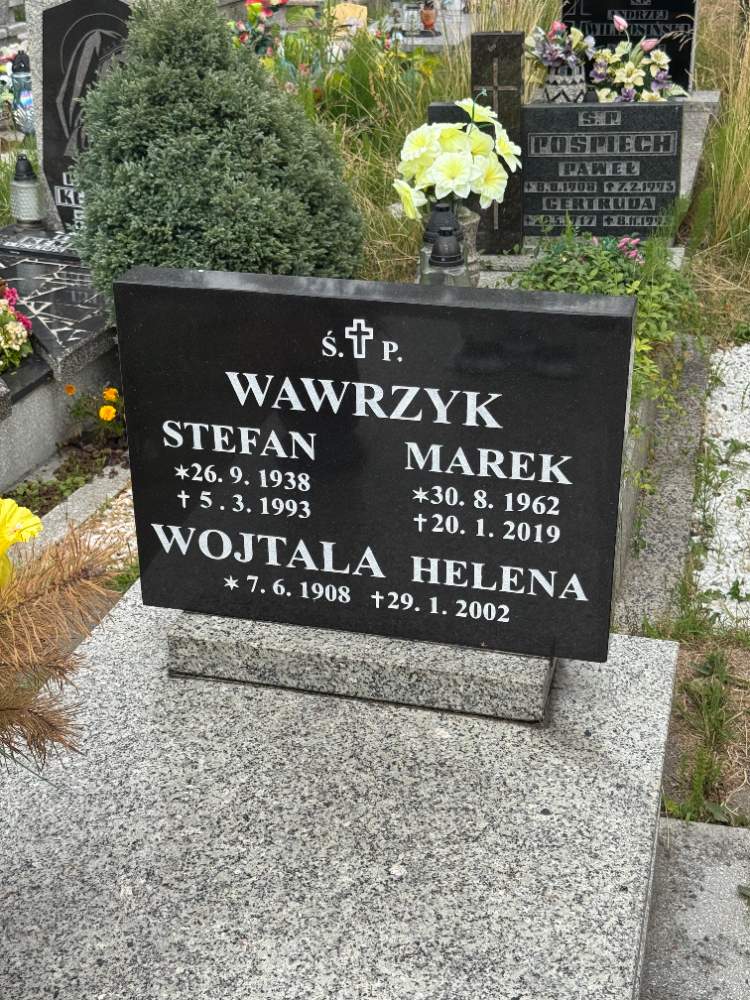 Ś. P.
WAWRZYK
STEFAN
*26. 9. 1938
† 5. 3. 1993
MAREK
*30. 8. 1962
†20. 1. 2019
WOJTALA HELENA
* 7. 6. 1908 †29. 1. 2002
Ś.P.
POSPIECH
PAWEŁ
GERTRUDA